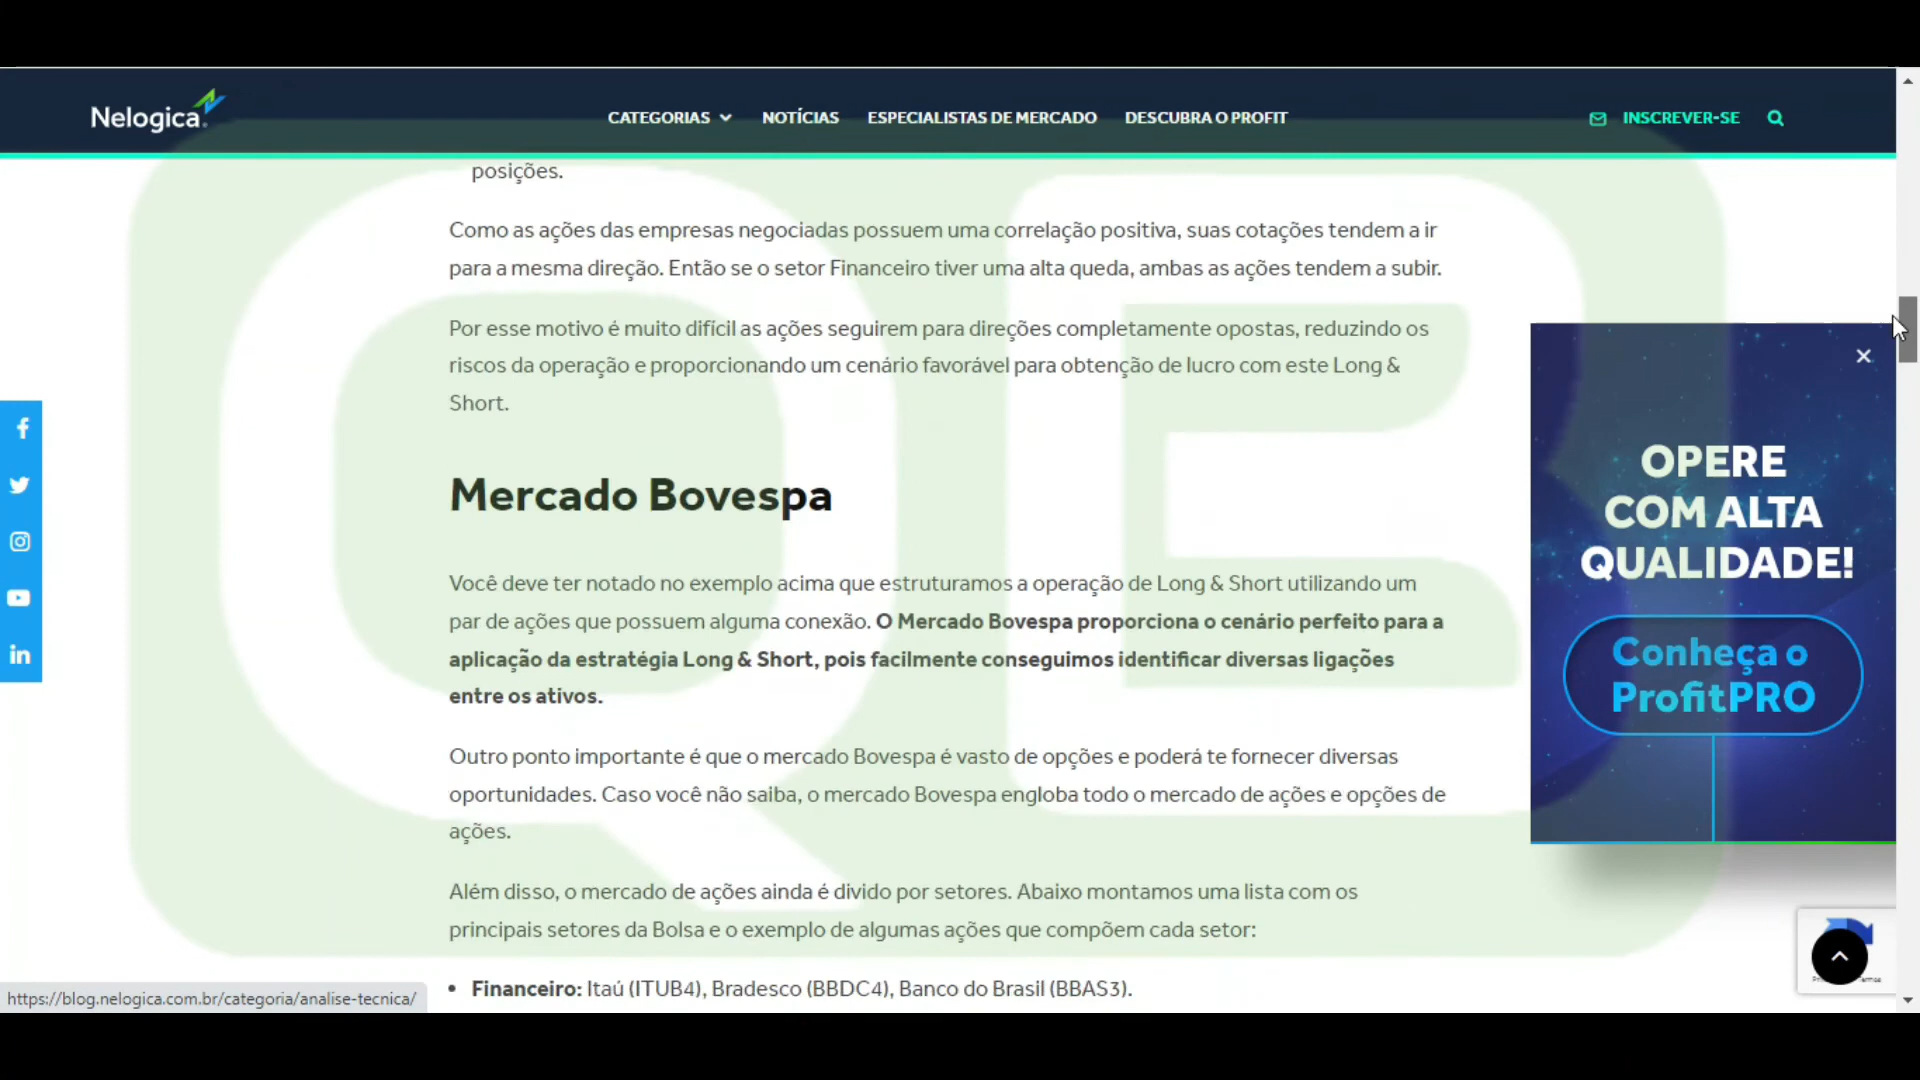 Nelogica.
CATEGORIAS NOTÍCIAS ESPECIALISTAS DE MERCADO DESCUBRA O PROFIT INSCREVER-SE
posições.
Como as ações das empresas negociadas possuem uma correlação positiva, suas cotações tendem a ir
para a mesma direção. Então se o setor Financeiro tiver uma alta queda, ambas as ações tendem a subir.
Por esse motivo é muito difícil as ações seguirem para direções completamente opostas, reduzindo os
riscos da operação e proporcionando um cenário favorável para obtenção de lucro com este Long &
Short.
Mercado Bovespa
Você deve ter notado no exemplo acima que estruturamos a operação de Long & Short utilizando um
par de ações que possuem alguma conexão. O Mercado Bovespa proporciona o cenário perfeito para a
aplicação da estratégia Long & Short, pois facilmente conseguimos identificar diversas ligações
entre os ativos.
Outro ponto importante é que o mercado Bovespa é vasto de opções e poderá te fornecer diversas
oportunidades. Caso você não saiba, o mercado Bovespa engloba todo o mercado de ações e opções de
ações.
Além disso, o mercado de ações ainda é divido por setores. Abaixo montamos uma lista com os
principais setores da Bolsa e o exemplo de algumas ações que compõem cada setor:
• Financeiro: Itaú (ITUB4), Bradesco (BBDC4), Banco do Brasil (BBAS3).
OPERE
COM ALTA
QUALIDADE!
Conheça o
ProfitPRO
https://blog.nelogica.com.br/categoria/analise-tecnica/
QE